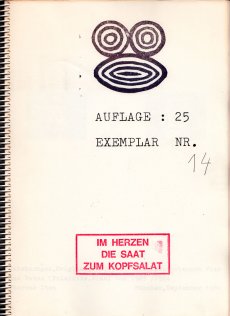 AUFLAGE : 25
EXEMPLAR NR.
14
IM HERZEN
DIE SAAT
ZUM KOPFSALAT